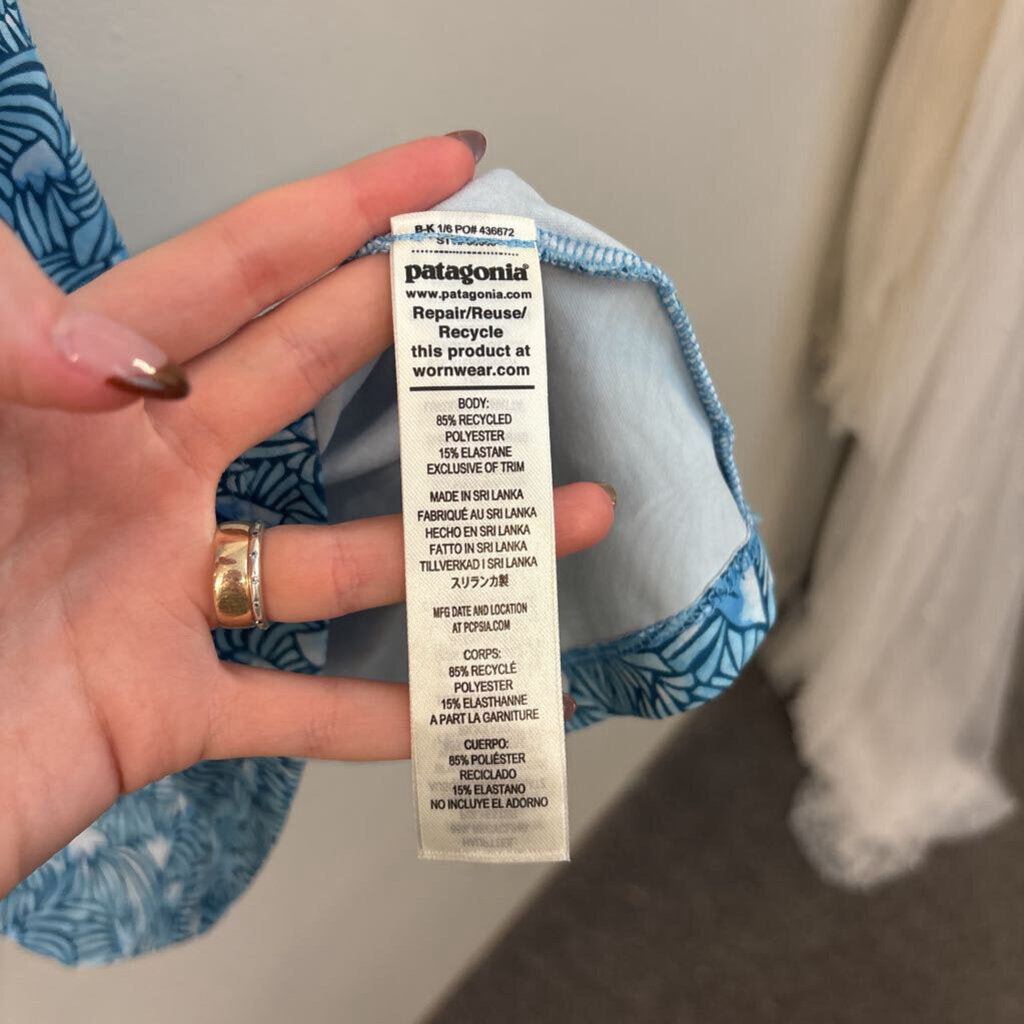 B-K 1/6 PO# 436672
patagonia®
www.patagonia.com
Repair/Reuse/
Recycle
this product at
wornwear.com
BODY:
85% RECYCLED
POLYESTER
15% ELASTANE
EXCLUSIVE OF TRIM
MADE IN SRI LANKA
FABRIQUÉ AU SRI LANKA
HECHO EN SRI LANKA
FATTO IN SRI LANKA
TILLVERKAD I SRI LANKA
スリランカ製
MFG DATE AND LOCATION
AT PCPSIA.COM
CORPS:
85% RECYCLÉ
POLYESTER
15% ELASTHANNE
A PART LA GARNITURE
CUERPO:
85% POLIÉSTER
RECICLADO
15% ELASTANO
NO INCLUYE EL ADORNO